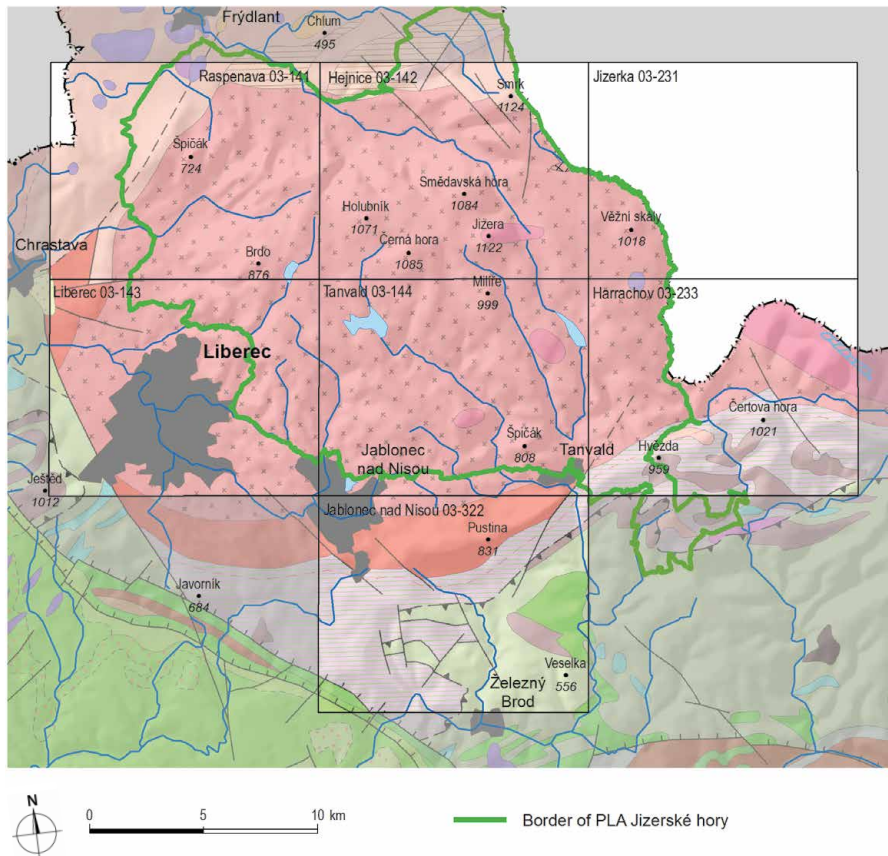 Frýdlant
Chlum
495
Raspenava 03-141
Hejnice 03-142
Jizerka 03-231
Smrk
1124
Špičák
724
Smědavská hora
1084
Holubník
1071
Jizera
1122
Věžní skály
1018
Černá hora
1085
Chrastava
Brdo
876
Liberec 03-143
Tanvald 03-144
Milíře
999
Harrachov 03-233
Liberec
Čertova hora
1021
Špičák
808
Jablonec
nad Nisou
Tanvald
Hvězda
959
Ještěd
1012
Jablonec nad Nisou 03-322
Pustina
831
Javorník
684
Veselka
556
Železný
Brod
N
0 5 10 km
Border of PLA Jizerské hory